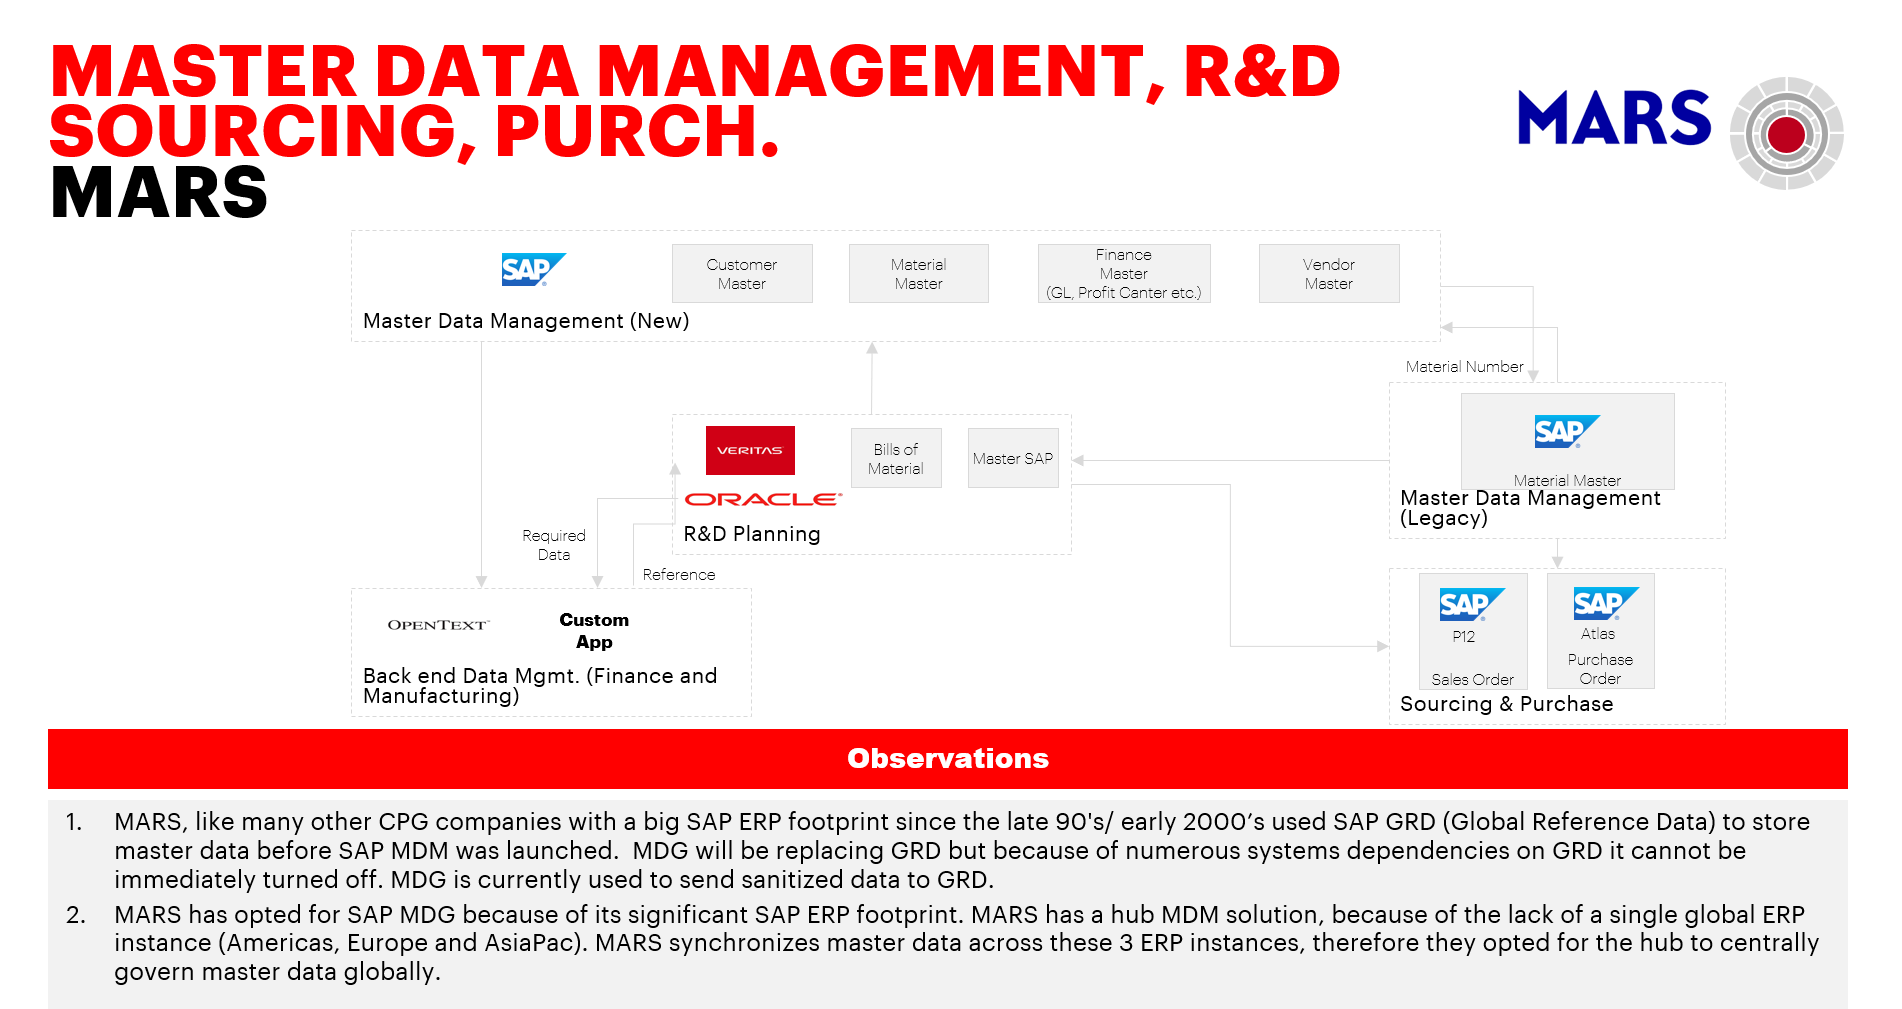 MASTER DATA MANAGEMENT, R&D
SOURCING, PURCH.
MARS
MARS
SAP
Customer
Master
Material
Master
Finance
Master
(GL, Profit Canter etc.)
Vendor
Master
Master Data Management (New)
Material Number
VERITAS
ORACLE
Bills of
Material
Master SAP
R&D Planning
SAP
Material Master
Master Data Management
(Legacy)
Required
Data
Reference
OPENTEXT
Custom
App
Back end Data Mgmt. (Finance and
Manufacturing)
SAP
P12
Sales Order
SAP
Atlas
Purchase
Order
Sourcing & Purchase
Observations
1. MARS, like many other CPG companies with a big SAP ERP footprint since the late 90's/ early 2000’s used SAP GRD (Global Reference Data) to store
master data before SAP MDM was launched.  MDG will be replacing GRD but because of numerous systems dependencies on GRD it cannot be
immediately turned off. MDG is currently used to send sanitized data to GRD.
2. MARS has opted for SAP MDG because of its significant SAP ERP footprint. MARS has a hub MDM solution, because of the lack of a single global ERP
instance (Americas, Europe and AsiaPac). MARS synchronizes master data across these 3 ERP instances, therefore they opted for the hub to centrally
govern master data globally.